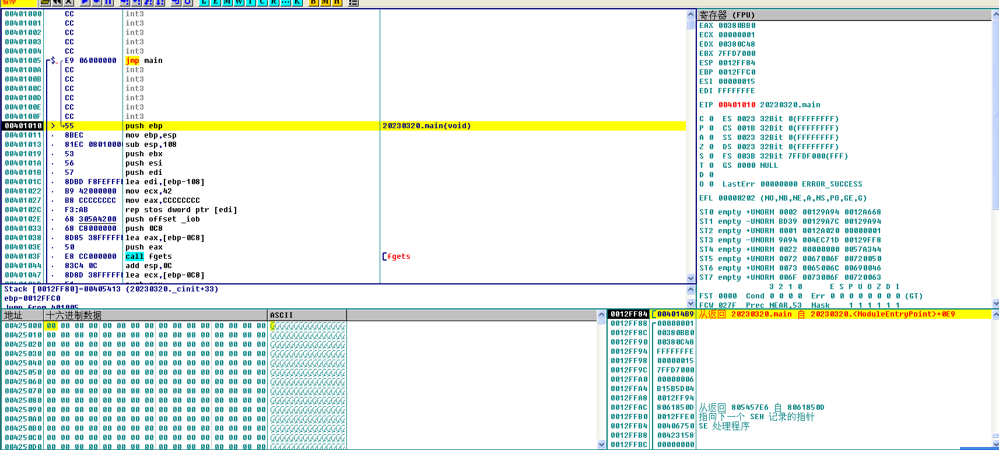 暂停 L E M W T C R ... K B M H
00401000 CC int3
00401001 CC int3
00401002 CC int3
00401003 CC int3
00401004 CC int3
00401005 $ E9 06000000 jmp main
0040100A CC int3
0040100B CC int3
0040100C CC int3
0040100D CC int3
0040100E CC int3
0040100F CC int3
00401010 > 55 push ebp 20230320.main(void)
00401011 . 8BEC mov ebp,esp
00401013 . 81EC 0801000 sub esp,108
00401019 . 53 push ebx
0040101A . 56 push esi
0040101B . 57 push edi
0040101C . 8DBD F8FEFFFF lea edi,[ebp-108]
00401022 . B9 42000000 mov ecx,42
00401027 . B8 CCCCCCCC mov eax,CCCCCCCC
0040102C . F3:AB rep stos dword ptr [edi]
0040102E . 68 305A4200 push offset _iob
00401033 . 68 C8000000 push 0C8
00401038 . 8D85 38FFFFFF lea eax,[ebp-0C8]
0040103E . 50 push eax
0040103F . E8 CC000000 call fgets fgets
00401044 . 83C4 0C add esp,0C
00401047 . 8D8D 38FFFFFF lea ecx,[ebp-0C8]
Stack [0012FF80]=00405413 (20230320._cinit+33)
ebp=0012FFC0
Jump from 401005
寄存器 (FPU)
EAX 00380BB0
ECX 00000001
EDX 00380C48
EBX 7FFD7000
ESP 0012FF84
EBP 0012FFC0
ESI 00000015
EDI FFFFFFFE
EIP 00401010 20230320.main
C 0 ES 0023 32Bit 0(FFFFFFFF)
P 0 CS 001B 32Bit 0(FFFFFFFF)
A 0 SS 0023 32Bit 0(FFFFFFFF)
Z 0 DS 0023 32Bit 0(FFFFFFFF)
S 0 FS 003B 32Bit 7FFDF000(FFF)
T 0 GS 0000 NULL
D 0
O 0 LastErr 00000000 ERROR_SUCCESS
EFL 00000202 (NO,NB,NE,A,NS,PO,GE,G)
ST0 empty +UNORM 0002 00129A94 0012A668
ST1 empty -UNORM BD39 00129A7C 00129A94
ST2 empty +UNORM 0001 0012A020 00000001
ST3 empty -UNORM 9A94 004EC71D 00129FF8
ST4 empty +UNORM 0022 00000000 0057A344
ST5 empty +UNORM 0072 0067006F 00720050
ST6 empty +UNORM 0073 0065006C 00690046
ST7 empty +UNORM 006F 0073006F 00720063
3 2 1 0 E S P U O Z D I
FST 0000 Cond 0 0 0 0 Err 0 0 0 0 0 0 0 0 (GT)
FCW 027F Prec NEAR,53 Mask 1 1 1 1 1 1
地址 十六进制数据 ASCII
00425000 00 00 00 00 00 00 00 00 00 00 00 00 00 00 00 00
00425010 00 00 00 00 00 00 00 00 00 00 00 00 00 00 00 00
00425020 00 00 00 00 00 00 00 00 00 00 00 00 00 00 00 00
00425030 00 00 00 00 00 00 00 00 00 00 00 00 00 00 00 00
00425040 00 00 00 00 00 00 00 00 00 00 00 00 00 00 00 00
00425050 00 00 00 00 00 00 00 00 00 00 00 00 00 00 00 00
00425060 00 00 00 00 00 00 00 00 00 00 00 00 00 00 00 00
00425070 00 00 00 00 00 00 00 00 00 00 00 00 00 00 00 00
00425080 00 00 00 00 00 00 00 00 00 00 00 00 00 00 00 00
00425090 00 00 00 00 00 00 00 00 00 00 00 00 00 00 00 00
004250A0 00 00 00 00 00 00 00 00 00 00 00 00 00 00 00 00
004250B0 00 00 00 00 00 00 00 00 00 00 00 00 00 00 00 00
004250C0 00 00 00 00 00 00 00 00 00 00 00 00 00 00 00 00
004250D0 00 00 00 00 00 00 00 00 00 00 00 00 00 00 00 00
0012FF84 004014B9 从返回 20230320.main 自 20230320.<ModuleEntryPoint>+0E9
0012FF88 00000001
0012FF8C 00380BB0
0012FF90 00380C48
0012FF94 FFFFFFFE
0012FF98 00000015
0012FF9C 7FFD7000
0012FFA0 00000006
0012FFA4 B15B5D04
0012FFA8 0012FF94
0012FFAC 8061850D 从返回 805457E6 自 8061850D
0012FFB0 0012FFE0 指向下一个 SEH 记录的指针
0012FFB4 00406750 SE 处理程序
0012FFB8 00423158
0012FFBC 00000000